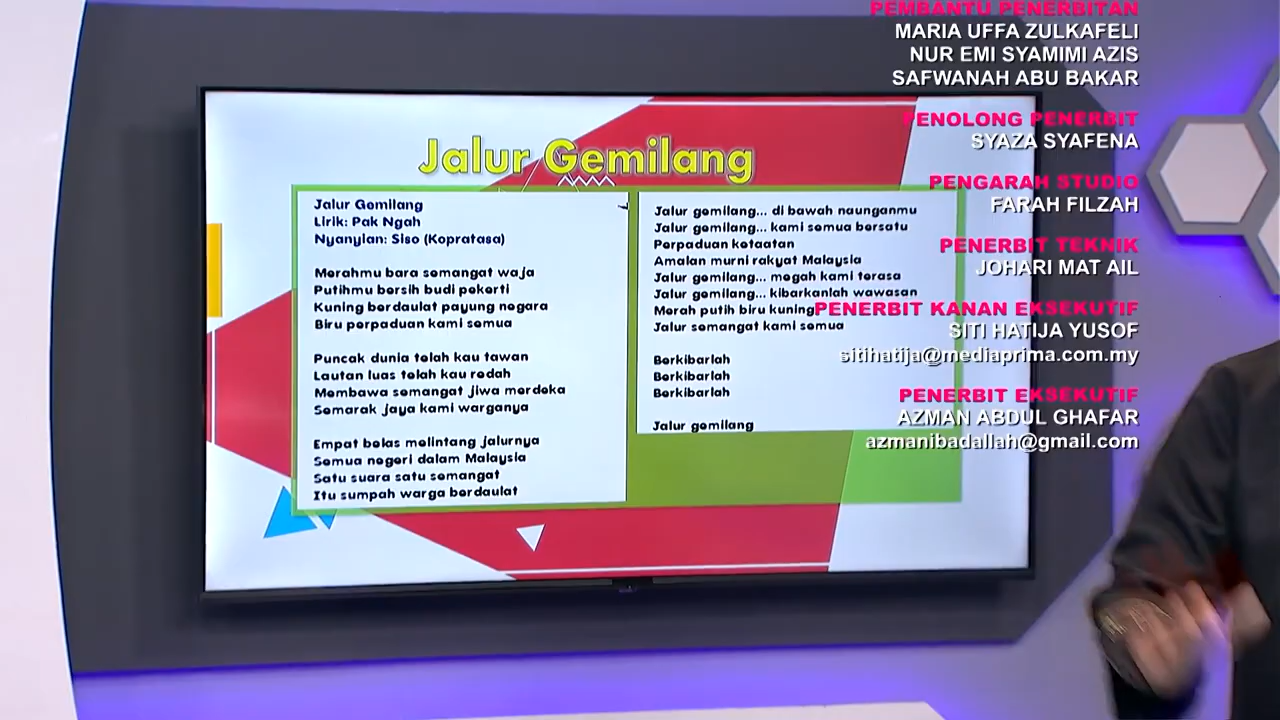 Jalur Gemilang
Jalur Gemilang
Lirik: Pak Ngah
Nyanyian: Siso (Kopratasa)
Merahmu bara semangat waja
Putihmu bersih budi pekerti
Kuning berdaulat payung negara
Biru perpaduan kami semua
Puncak dunia telah kau tawan
Lautan luas telah kau redah
Membawa semangat jiwa merdeka
Semarak jaya kami warganya
Empat belas melintang jalurnya
Semua negeri dalam Malaysia
Satu suara satu semangat
Itu sumpah warga berdaulat
Jalur gemilang... di bawah naunganmu
Jalur gemilang... kami semua bersatu
Perpaduan ketaatan
Amalan murni rakyat Malaysia
Jalur gemilang... megah kami terasa
Jalur gemilang... kibarkanlah wawasan
Merah putih biru kuning
Jalur semangat kami semua
Berkibarlah
Berkibarlah
Berkibarlah
Jalur gemilang
PEMBANTU PENERBITAN
MARIA UFFA ZULKAFELI
NUR EMI SYAMIMI AZIS
SAFWANAH ABU BAKAR
PENOLONG PENERBIT
SYAZA SYAFENA
PENGARAH STUDIO
FARAH FILZAH
PENERBIT TEKNIK
JOHARI MAT AIL
PENERBIT KANAN EKSEKUTIF
SITI HATIJA YUSOF
sitihatija@mediaprima.com.my
PENERBIT EKSEKUTIF
AZMAN ABDUL GHAFAR
azmanibadallah@gmail.com